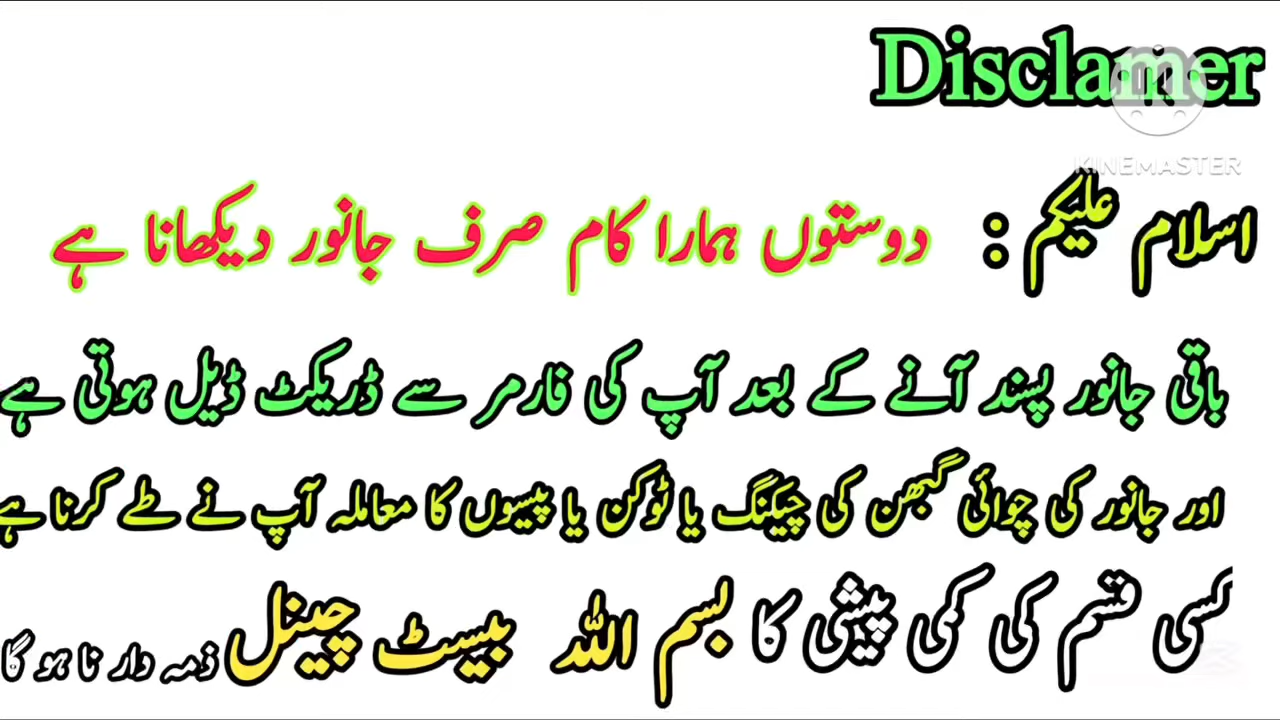 Disclamer
KINEMASTER
اسلام علیکم : دوستوں ہمارا کام صرف جانور دیکھانا ہے
باقی جانور پسند آنے کے بعد آپ کی فارمر سے ڈریکٹ ڈیل ہوتی ہے
اور جانور کی چوائی گبھن کی چیکنگ یا ٹوکن یا پیسوں کا معاملہ آپ نے طے کرنا ہے
کسی قسم کی کمی پیشی کا بسم اللہ بیسٹ چینل ذمہ دار نا ہو گا